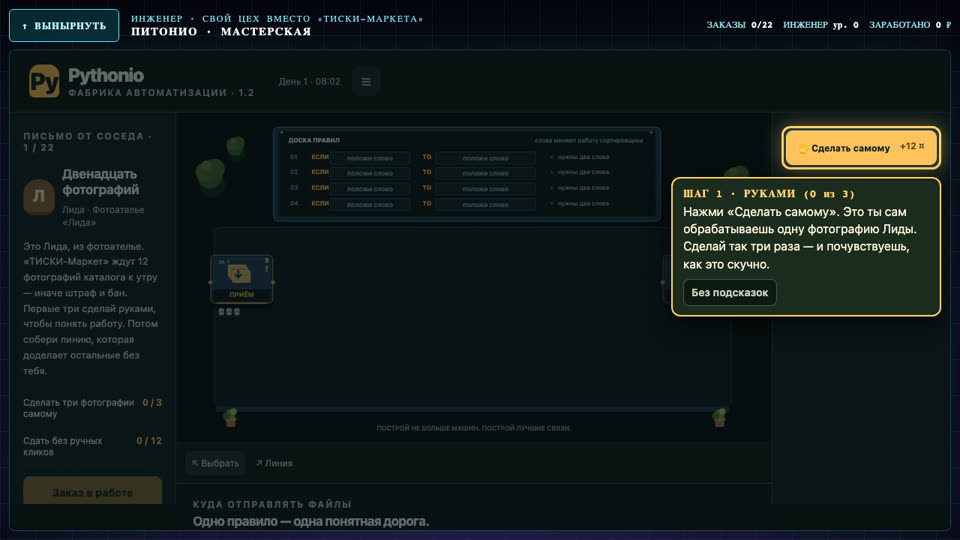 ↑ ВЫНЫРНУТЬ
ИНЖЕНЕР · СВОЙ ЦЕХ ВМЕСТО «ТИСКИ-МАРКЕТА»
ПИТОНИО · МАСТЕРСКАЯ
ЗАКАЗЫ 0/22 ИНЖЕНЕР ур. 0 ЗАРАБОТАНО 0 ₽
Py
Pythonio
ФАБРИКА АВТОМАТИЗАЦИИ · 1.2
День 1 · 08:02
ПИСЬМО ОТ СОСЕДА ·
1 / 22
Л
Двенадцать
фотографий
Лида · Фотоателье
«Лида»
Это Лида, из фотоателье.
«ТИСКИ-Маркет» ждут 12
фотографий каталога к утру
— иначе штраф и бан.
Первые три сделай руками,
чтобы понять работу. Потом
собери линию, которая
доделает остальные без
тебя.
Сделать три фотографии
самому
0 / 3
Сдать без ручных
кликов
0 / 12
Заказ в работе
ДОСКА ПРАВИЛ
слова меняют работу сортировщика
01 ЕСЛИ ПОЛОЖИ СЛОВО ТО ПОЛОЖИ СЛОВО нужны два слова
02 ЕСЛИ ПОЛОЖИ СЛОВО ТО ПОЛОЖИ СЛОВО нужны два слова
03 ЕСЛИ ПОЛОЖИ СЛОВО ТО ПОЛОЖИ СЛОВО нужны два слова
04 ЕСЛИ ПОЛОЖИ СЛОВО ТО ПОЛОЖИ СЛОВО нужны два слова
3
ПРИЁМ
ПОСТРОЙ НЕ БОЛЬШЕ МАШИН. ПОСТРОЙ ЛУЧШИЕ СВЯЗИ.
↖ Выбрать
↗ Линия
КУДА ОТПРАВЛЯТЬ ФАЙЛЫ
Одно правило — одна понятная дорога.
Сделать самому +12 ¤
ШАГ 1 · РУКАМИ (0 из 3)
Нажми «Сделать самому». Это ты сам
обрабатываешь одну фотографию Лиды.
Сделай так три раза — и почувствуешь,
как это скучно.
Без подсказок